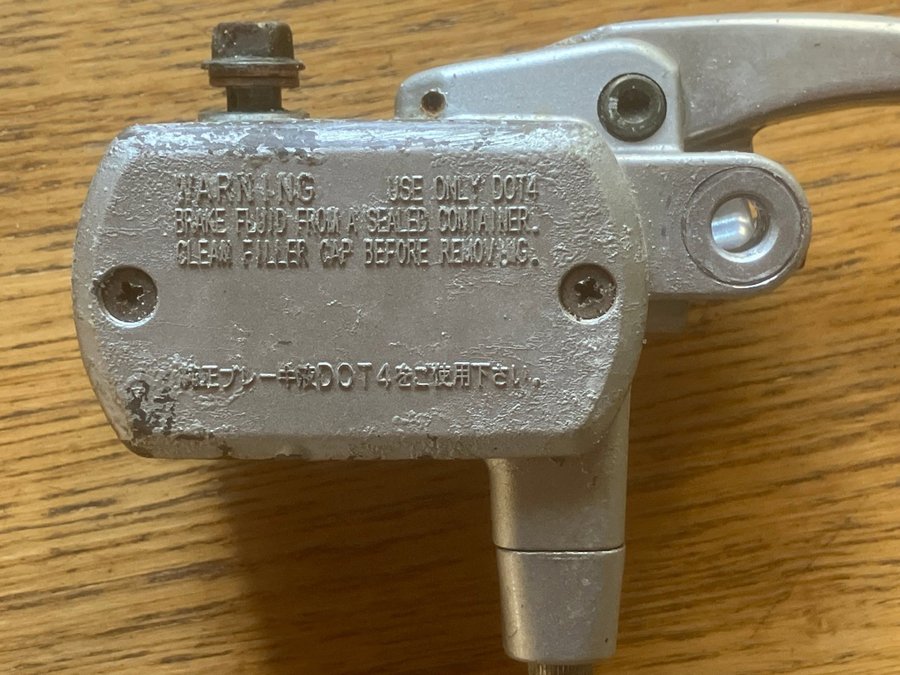 WARNING USE ONLY DOT4
BRAKE FLUID FROM A SEALED CONTAINER.
CLEAN FILLER CAP BEFORE REMOVING.
純正ブレーキ液DOT4をご使用下さい。